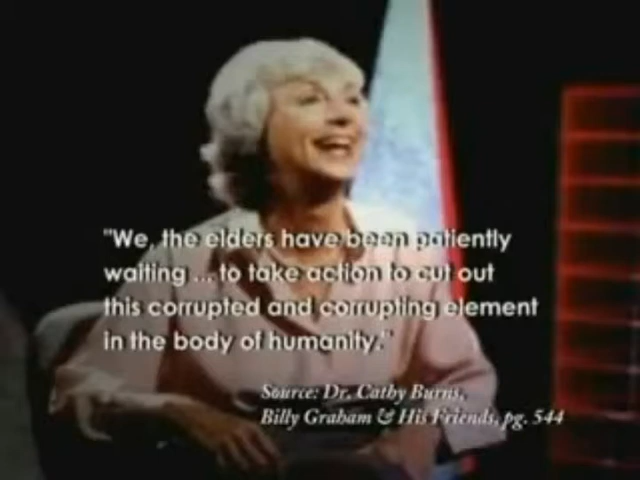 "We, the elders have been patiently
waiting ... to take action to cut out
this corrupted and corrupting element
in the body of humanity."
Source: Dr. Cathy Burns,
Billy Graham & His Friends, pg. 544